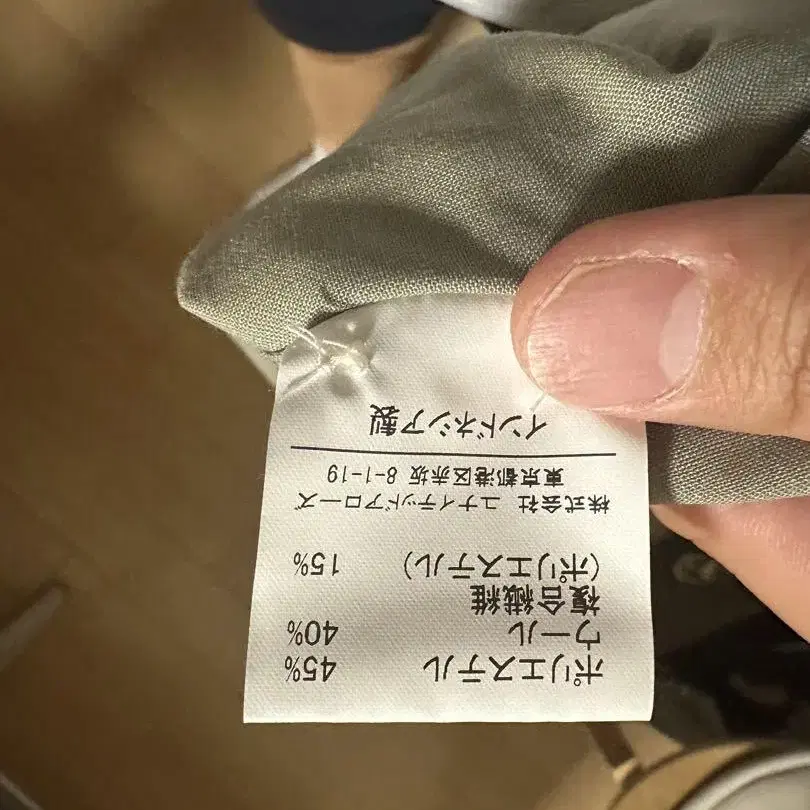 ポリエステル 45%
ウール 40%
複合繊維
(ポリエステル) 15%
株式会社 ユナイテッドアローズ
東京都港区赤坂 8-1-19
インドネシア製